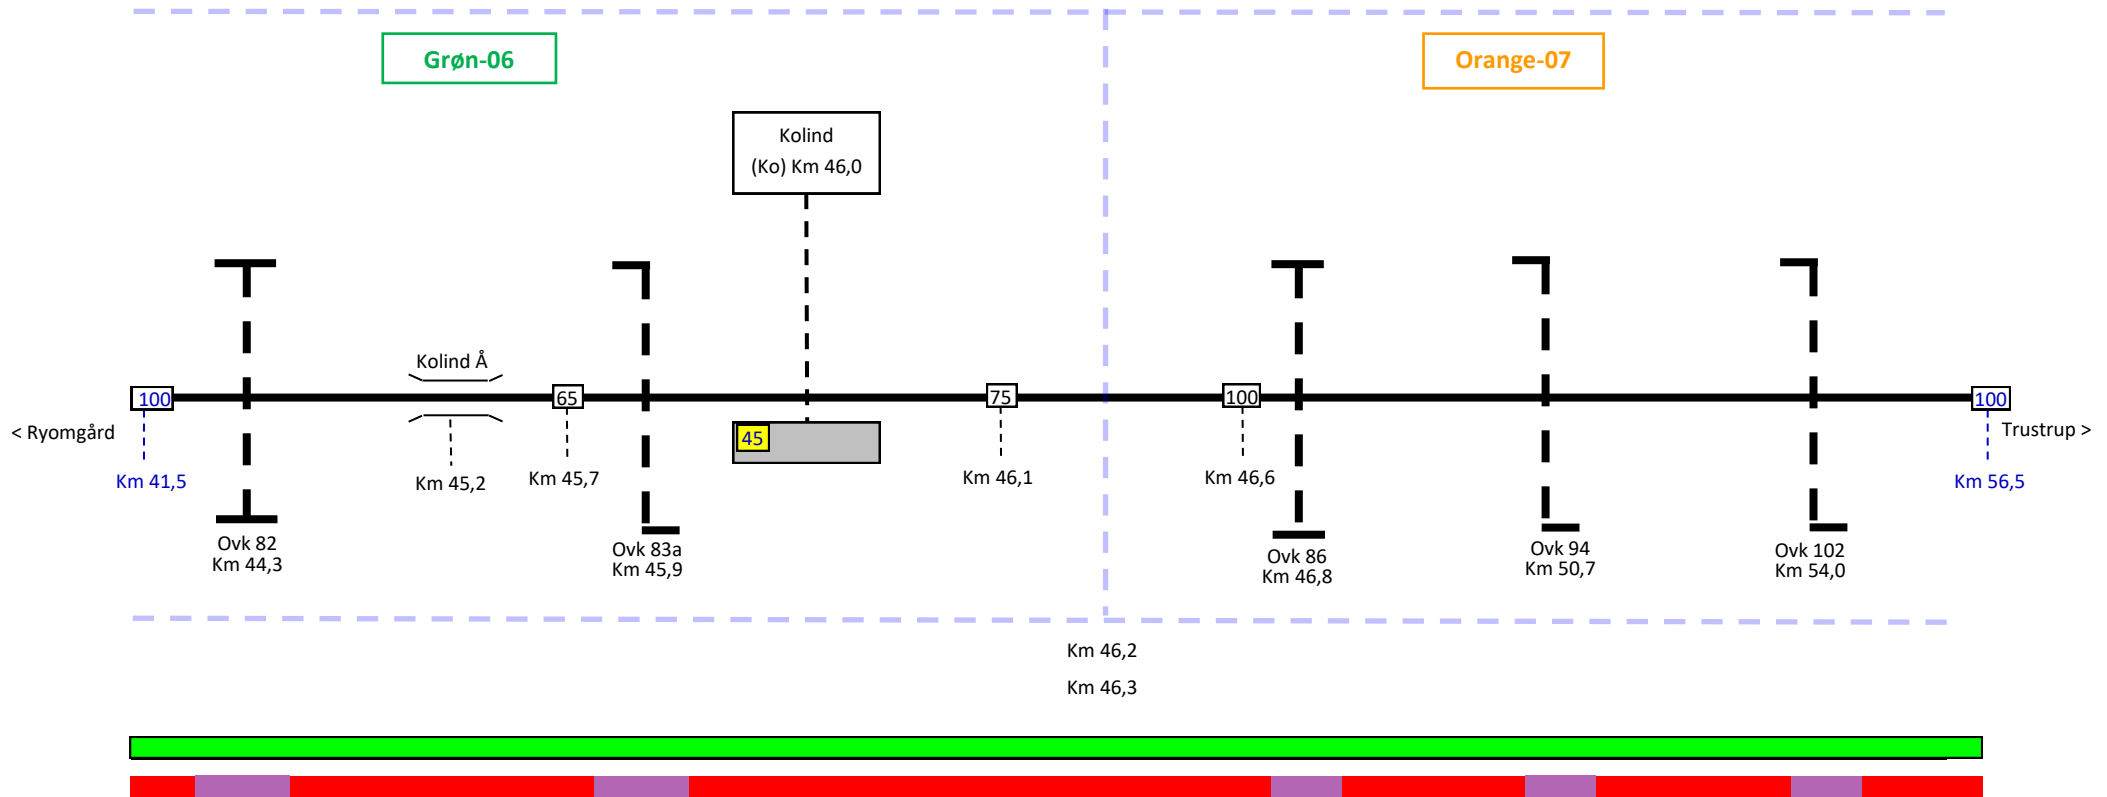 Grøn-06
Orange-07
Kolind
(Ko) Km 46,0
Kolind Å
100
65
75
100
100
< Ryomgård
45
Trustrup >
Km 41,5
Km 45,2
Km 45,7
Km 46,1
Km 46,6
Km 56,5
Ovk 82
Km 44,3
Ovk 83a
Km 45,9
Ovk 86
Km 46,8
Ovk 94
Km 50,7
Ovk 102
Km 54,0
Km 46,2
Km 46,3